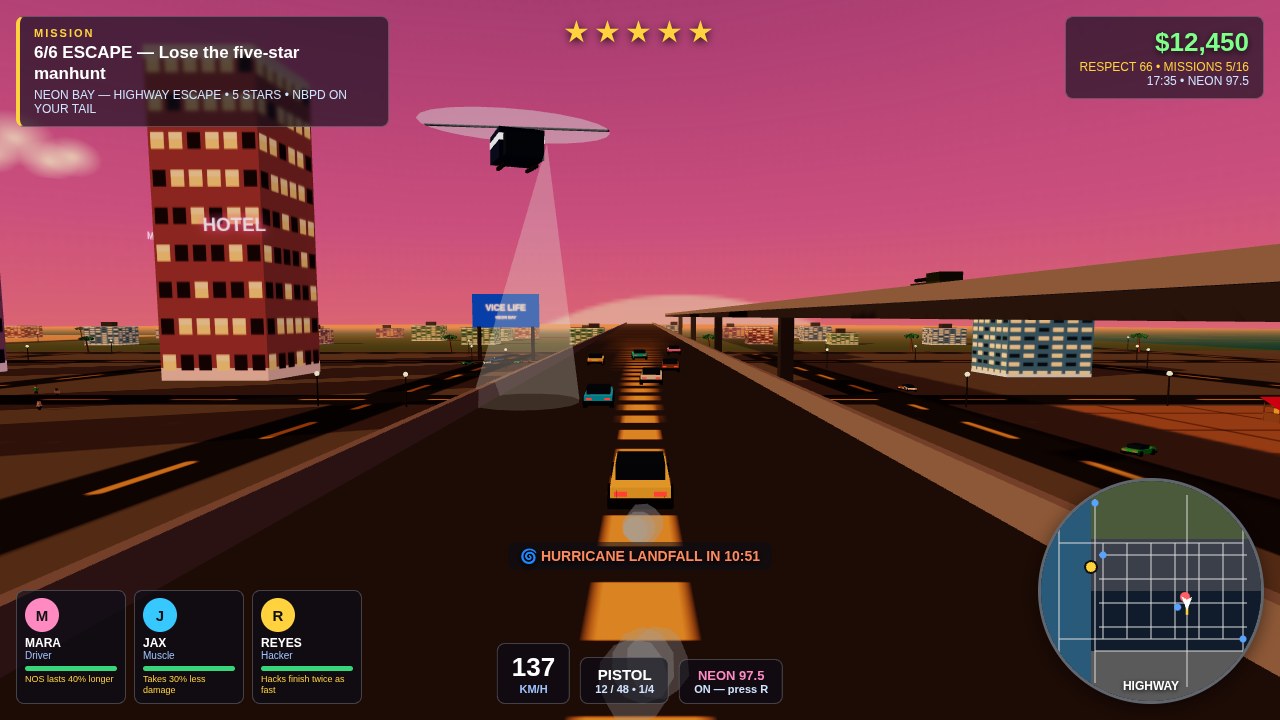 MISSION
6/6 ESCAPE — Lose the five-star
manhunt
NEON BAY — HIGHWAY ESCAPE • 5 STARS • NBPD ON
YOUR TAIL
$12,450
RESPECT 66 • MISSIONS 5/16
17:35 • NEON 97.5
HOTEL
M
VICE LIFE
🌀 HURRICANE LANDFALL IN 10:51
M
MARA
Driver
NOS lasts 40% longer
J
JAX
Muscle
Takes 30% less
damage
R
REYES
Hacker
Hacks finish twice as
fast
137
KM/H
PISTOL
12 / 48 • 1/4
NEON 97.5
ON — press R
HIGHWAY